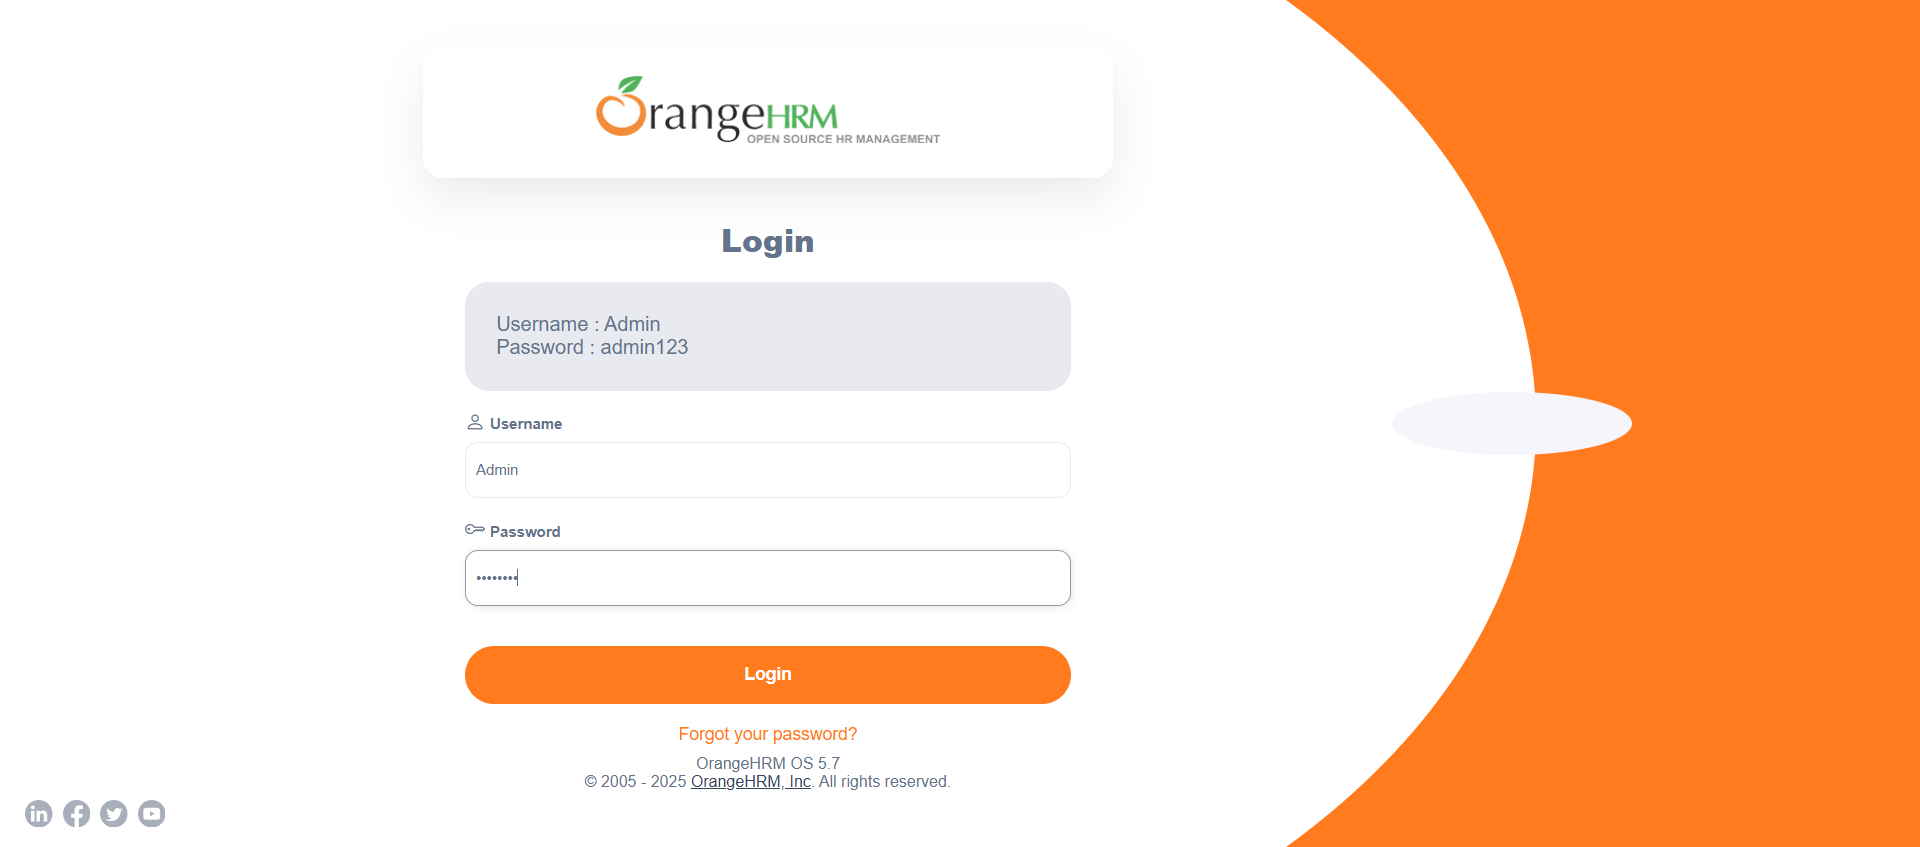 OrangeHRM
OPEN SOURCE HR MANAGEMENT
Login
Username : Admin
Password : admin123
Username
Admin
Password
••••••••
Login
Forgot your password?
OrangeHRM OS 5.7
© 2005 - 2025 OrangeHRM, Inc. All rights reserved.